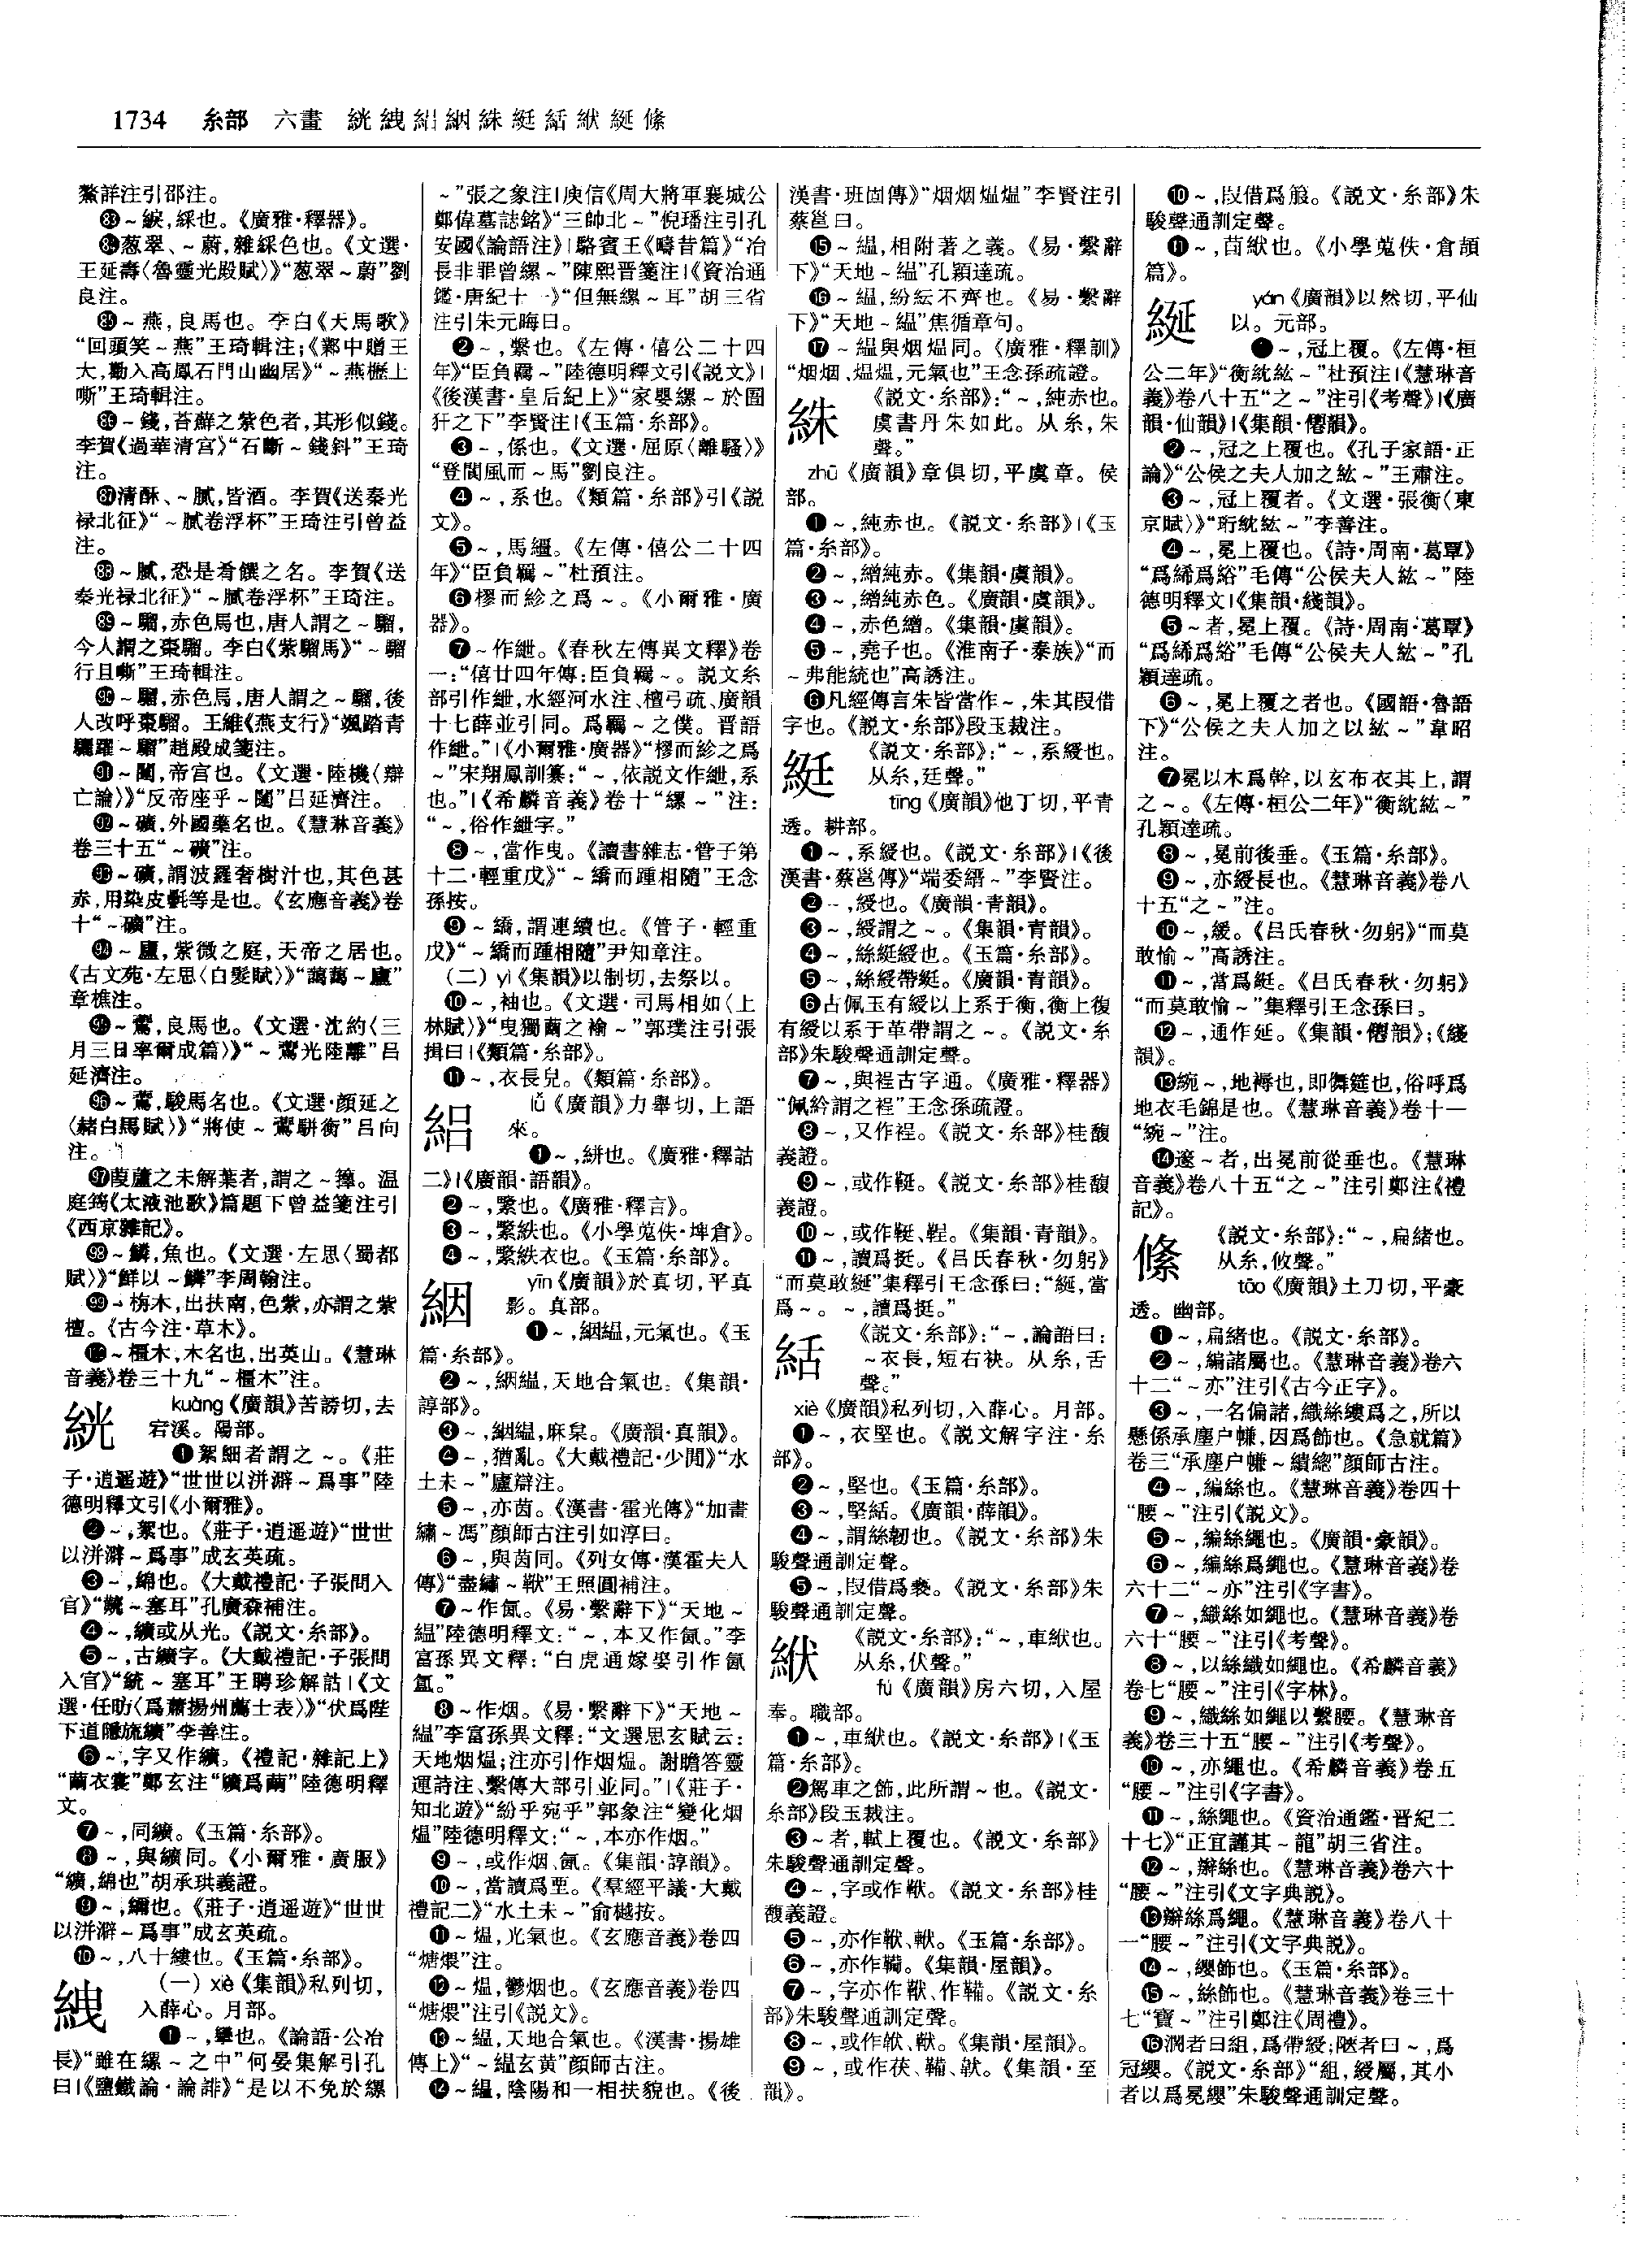 1734 糸部 六畫 絖絏絽絪絑綎絬紱綖絛
鰲詳注引邵注。
㊸～綟,綵也。《廣雅·釋器》。
葱翠、～蔚,雜綵色也。《文選·
王延壽〈魯靈光殿賦〉》“葱翠～蔚”劉
良注。
～燕,良馬也。李白《天馬歌》
“回頭笑～燕”王琦輯注;《鄴中贈王
大,勸入高鳳石門山幽居》“～燕櫪上
嘶”王琦輯注。
～錢,苔蘚之紫色者,其形似錢。
李賀《過華清宮》“石斷～錢斜”王琦
注。
清酥、～膩,皆酒。李賀《送秦光
禄北征》“～膩卷浮杯”王琦注引曾益
注。
～膩,恐是肴饌之名。李賀《送
秦光禄北征》“～膩卷浮杯”王琦注。
～騮,赤色馬也,唐人謂之～騮,
今人謂之棗騮。李白《紫騮馬》“～騮
行且嘶”王琦輯注。
～騮,赤色馬,唐人謂之～騮,後
人改呼棗騮。王維《燕支行》“颯踏青
驪躍～騮”趙殿成箋注。
～闥,帝宫也。《文選·陸機〈辯
亡論〉》“反帝座乎～闥”吕延濟注。
～礦,外國藥名也。《慧琳音義》
卷三十五“～礦”注。
～礦,謂波羅奢樹汁也,其色甚
赤,用染皮氎等是也。《玄應音義》卷
十“～礦”注。
～廬,紫微之庭,天帝之居也。
《古文苑·左思〈白髮賦〉》“藹藹～廬”
章樵注。
～鷰,良馬也。《文選·沈約〈三
月三日率爾成篇〉》“～鷰光陸離”吕
延濟注。
～鷰,駿馬名也。《文選·顔延之
〈赭白馬賦〉》“將使～鷰駢衡”吕向
注。
葭蘆之未解葉者,謂之～籜。温
庭筠《太液池歌》篇題下曾益箋注引
《西京雜記》。
～鱗,魚也。《文選·左思〈蜀都
賦〉》“鮮以～鱗”李周翰注。
～栴木,出扶南,色紫,亦謂之紫
檀。《古今注·草木》。
～橿木,木名也,出英山。《慧琳
音義》卷三十九“～橿木”注。
絖 kuàng《廣韻》苦謗切,去
宕溪。陽部。
❶絮細者謂之～。《莊
子·逍遥遊》“世世以洴澼～爲事”陸
德明釋文引《小爾雅》。
❷～,絮也。《莊子·逍遥遊》“世世
以洴澼～爲事”成玄英疏。
❸～,綿也。《大戴禮記·子張問入
官》“～塞耳”孔廣森補注。
❹～,纊或从光。《説文·糸部》。
❺～,古纊字。《大戴禮記·子張問
入官》“統～塞耳”王聘珍解詁|《文
選·任昉〈爲蕭揚州薦士表〉》“伏爲陛
下道隱旒纊”李善注。
❻～,字又作纊。《禮記·雜記上》
“繭衣裳”鄭玄注“纊爲繭”陸德明釋
文。
❼～,同纊。《玉篇·糸部》。
❽～,與纊同。《小爾雅·廣服》
“纊,綿也”胡承珙義證。
❾～,纊也。《莊子·逍遥遊》“世世
以洴澼～爲事”成玄英疏。
❿～,八十縷也。《玉篇·糸部》。
絏 (一)xiè《集韻》私列切,
入薛心。月部。
❶～,攣也。《論語·公冶
長》“雖在縲～之中”何晏集解引孔
曰|《鹽鐵論·論誹》“是以不免於縲
～”張之象注|庾信《周大將軍襄城公
鄭偉墓誌銘》“三帥北～”倪璠注引孔
安國《論語注》|駱賓王《疇昔篇》“冶
長非罪曾縲～”陳熙晋箋注|《資治通
鑑·唐紀十一》“但無縲～耳”胡三省
注引朱元晦曰。
❷～,繫也。《左傳·僖公二十四
年》“臣負羈～”陸德明釋文引《説文》|
《後漢書·皇后紀上》“家嬰縲～於圄
犴之下”李賢注|《玉篇·糸部》。
❸～,係也。《文選·屈原〈離騷〉》
“登閬風而～馬”劉良注。
❹～,系也。《類篇·糸部》引《説
文》。
❺～,馬繮。《左傳·僖公二十四
年》“臣負羈～”杜預注。
❻樛而紾之爲～。《小爾雅·廣
器》。
❼～作紲。《春秋左傳異文釋》卷
一:“僖廿四年傳:臣負羈～。説文糸
部引作紲,水經河水注、檀弓疏、廣韻
十七薛並引同。爲羈～之僕。晋語
作紲。”|《小爾雅·廣器》“樛而紾之爲
～”宋翔鳳訓纂:“～,依説文作紲,系
也。”|《希麟音義》卷十“縲～”注:
“～,俗作紲字。”
❽～,當作曳。《讀書雜志·管子第
十二·輕重戊》“～繑而踵相隨”王念
孫按。
❾～繑,謂連續也。《管子·輕重
戊》“～繑而踵相隨”尹知章注。
(二)yì《集韻》以制切,去祭以。
❿～,袖也。《文選·司馬相如〈上
林賦〉》“曳獨繭之褕～”郭璞注引張
揖曰|《類篇·糸部》。
⓫～,衣長皃。《類篇·糸部》。
絽 lǚ《廣韻》力舉切,上語
來。
❶～,絣也。《廣雅·釋詁
二》|《廣韻·語韻》。
❷～,繄也。《廣雅·釋言》。
❸～,繄紩也。《小學蒐佚·埤倉》。
❹～,繄紩衣也。《玉篇·糸部》。
絪 yīn《廣韻》於真切,平真
影。真部。
❶～,絪緼,元氣也。《玉
篇·糸部》。
❷～,絪緼,天地合氣也。《集韻·
諄部》。
❸～,絪緼,麻枲。《廣韻·真韻》。
❹～,猶亂。《大戴禮記·少閒》“水
土未～”廬辯注。
❺～,亦茵。《漢書·霍光傳》“加畫
繡～馮”顔師古注引如淳曰。
❻～,與茵同。《列女傳·漢霍夫人
傳》“盡繡～靯”王照圓補注。
❼～作氤。《易·繫辭下》“天地～
緼”陸德明釋文:“～,本又作氤。”李
富孫異文釋:“白虎通嫁娶引作氤
氳。”
❽～作烟。《易·繫辭下》“天地～
緼”李富孫異文釋:“文選思玄賦云:
天地烟熅;注亦引作烟熅。謝瞻答靈
運詩注、繫傳大部引並同。”|《莊子·
知北遊》“紛乎宛乎”郭象注“變化烟
熅”陸德明釋文:“～,本亦作烟。”
❾～,或作烟、氤。《集韻·諄韻》。
❿～,當讀爲垔。《羣經平議·大戴
禮記二》“水土未～”俞樾按。
⓫～熅,光氣也。《玄應音義》卷四
“煻煨”注。
⓬～熅,鬱烟也。《玄應音義》卷四
“煻煨”注引《説文》。
⓭～緼,天地合氣也。《漢書·揚雄
傳上》“～緼玄黄”顔師古注。
⓮～緼,陰陽和一相扶貌也。《後
漢書·班固傳》“烟烟熅熅”李賢注引
蔡邕曰。
⓯～緼,相附著之義。《易·繫辭
下》“天地～緼”孔穎達疏。
⓰～緼,紛紜不齊也。《易·繫辭
下》“天地～緼”焦循章句。
⓱～緼與烟熅同。《廣雅·釋訓》
“烟烟、熅熅,元氣也”王念孫疏證。
絑 《説文·糸部》:“～,純赤也。
虞書丹朱如此。从糸,朱
聲。”
zhū《廣韻》章俱切,平虞章。侯
部。
❶～,純赤也。《説文·糸部》|《玉
篇·糸部》。
❷～,繒純赤。《集韻·虞韻》。
❸～,繒純赤色。《廣韻·虞韻》。
❹～,赤色繒。《集韻·虞韻》。
❺～,堯子也。《淮南子·泰族》“而
～弗能統也”高誘注。
❻凡經傳言朱皆當作～,朱其叚借
字也。《説文·糸部》段玉裁注。
綎 《説文·糸部》:“～,系綬也。
从糸,廷聲。”
tīng《廣韻》他丁切,平青
透。耕部。
❶～,系綬也。《説文·糸部》|《後
漢書·蔡邕傳》“端委縉～”李賢注。
❷～,綬也。《廣韻·青韻》。
❸～,綬謂之～。《集韻·青韻》。
❹～,絲綎綬也。《玉篇·糸部》。
❺～,絲綬帶綎。《廣韻·青韻》。
❻古佩玉有綬以上系于衡,衡上復
有綬以系于革帶謂之～。《説文·糸
部》朱駿聲通訓定聲。
❼～,與裎古字通。《廣雅·釋器》
“佩紟謂之裎”王念孫疏證。
❽～,又作裎。《説文·糸部》桂馥
義證。
❾～,或作鞓。《説文·糸部》桂馥
義證。
❿～,或作鞓、鞓。《集韻·青韻》。
⓫～,讀爲挺。《吕氏春秋·勿躬》
“而莫敢綖”集釋引王念孫曰:“綖,當
爲～。～,讀爲挺。”
絬 《説文·糸部》:“～,論語曰:
～衣長,短右袂。从糸,舌
聲。”
xiè《廣韻》私列切,入薛心。月部。
❶～,衣堅也。《説文解字注·糸
部》。
❷～,堅也。《玉篇·糸部》。
❸～,堅絬。《廣韻·薛韻》。
❹～,謂絲韌也。《説文·糸部》朱
駿聲通訓定聲。
❺～,叚借爲褻。《説文·糸部》朱
駿聲通訓定聲。
絥 《説文·糸部》:“～,車絥也。
从糸,伏聲。”
fú《廣韻》房六切,入屋
奉。職部。
❶～,車絥也。《説文·糸部》|《玉
篇·糸部》。
❷駕車之飾,此所謂～也。《説文·
糸部》段玉裁注。
❸～者,軾上覆也。《説文·糸部》
朱駿聲通訓定聲。
❹～,字或作靯。《説文·糸部》桂
馥義證。
❺～,亦作鞴、軑。《玉篇·糸部》。
❻～,亦作鞴。《集韻·屋韻》。
❼～,字亦作鞴、作鞴。《説文·糸
部》朱駿聲通訓定聲。
❽～,或作。《集韻·屋韻》。
❾～,或作茯、鞴。《集韻·至
韻》。
❿～,叚借爲箙。《説文·糸部》朱
駿聲通訓定聲。
⓫～,茵絥也。《小學蒐佚·倉頡
篇》。
綖 yán《廣韻》以然切,平仙
以。元部。
❶～,冠上覆。《左傳·桓
公二年》“衡紞紘～”杜預注|《慧琳音
義》卷八十五“之～”注引《考聲》|《廣
韻·仙韻》|《集韻·僊韻》。
❷～,冠之上覆也。《孔子家語·正
論》“公侯之夫人加之紘～”王肅注。
❸～,冠上覆者。《文選·張衡〈東
京賦〉》“珩紞紘～”李善注。
❹～,冕上覆也。《詩·周南·葛覃》
“爲絺爲綌”毛傳“公侯夫人紘～”陸
德明釋文|《集韻·綫韻》。
❺～者,冕上覆。《詩·周南·葛覃》
“爲絺爲綌”毛傳“公侯夫人紘～”孔
穎達疏。
❻～,冕上覆之者也。《國語·魯語
下》“公侯之夫人加之以紘～”韋昭
注。
❼冕以木爲幹,以玄布衣其上,謂
之～。《左傳·桓公二年》“衡紞紘～”
孔穎達疏。
❽～,冕前後垂。《玉篇·糸部》。
❾～,亦綬長也。《慧琳音義》卷八
十五“之～”注。
❿～,緩。《吕氏春秋·勿躬》“而莫
敢愉～”高誘注。
⓫～,當爲綎。《吕氏春秋·勿躬》
“而莫敢愉～”集釋引王念孫曰。
⓬～,通作延。《集韻·僊韻》;《綫
韻》。
⓭綩～,地褥也,即儛筵也,俗呼爲
地衣毛錦是也。《慧琳音義》卷十一
“綩～”注。
⓮邃～者,出冕前從垂也。《慧琳
音義》卷八十五“之～”注引鄭注《禮
記》。
絛 《説文·糸部》:“～,扁緒也。
从糸,攸聲。”
tāo《廣韻》土刀切,平豪
透。幽部。
❶～,扁緒也。《説文·糸部》。
❷～,編諸屬也。《慧琳音義》卷六
十二“～亦”注引《古今正字》。
❸～,一名偏諸,織絲縷爲之,所以
懸係承塵户幰,因爲飾也。《急就篇》
卷三“承塵户幰～繢總”顔師古注。
❹～,編絲也。《慧琳音義》卷四十
“腰～”注引《説文》。
❺～,編絲繩也。《廣韻·豪韻》。
❻～,編絲爲繩也。《慧琳音義》卷
六十二“～亦”注引《字書》。
❼～,織絲如繩也。《慧琳音義》卷
六十“腰～”注引《考聲》。
❽～,以絲織如繩也。《希麟音義》
卷七“腰～”注引《字林》。
❾～,織絲如繩以繫腰。《慧琳音
義》卷三十五“腰～”注引《考聲》。
❿～,亦繩也。《希麟音義》卷五
“腰～”注引《字書》。
⓫～,絲繩也。《資治通鑑·晋紀二
十七》“正宜謹其～籠”胡三省注。
⓬～,辮絲也。《慧琳音義》卷六十
“腰～”注引《文字典説》。
⓭辮絲爲繩。《慧琳音義》卷八十
一“腰～”注引《文字典説》。
⓮～,纓飾也。《玉篇·糸部》。
⓯～,絲飾也。《慧琳音義》卷三十
七“寶～”注引鄭注《周禮》。
⓰濶者曰組,爲帶綬;陜者曰～,爲
冠纓。《説文·糸部》“組,綬屬,其小
者以爲冕纓”朱駿聲通訓定聲。